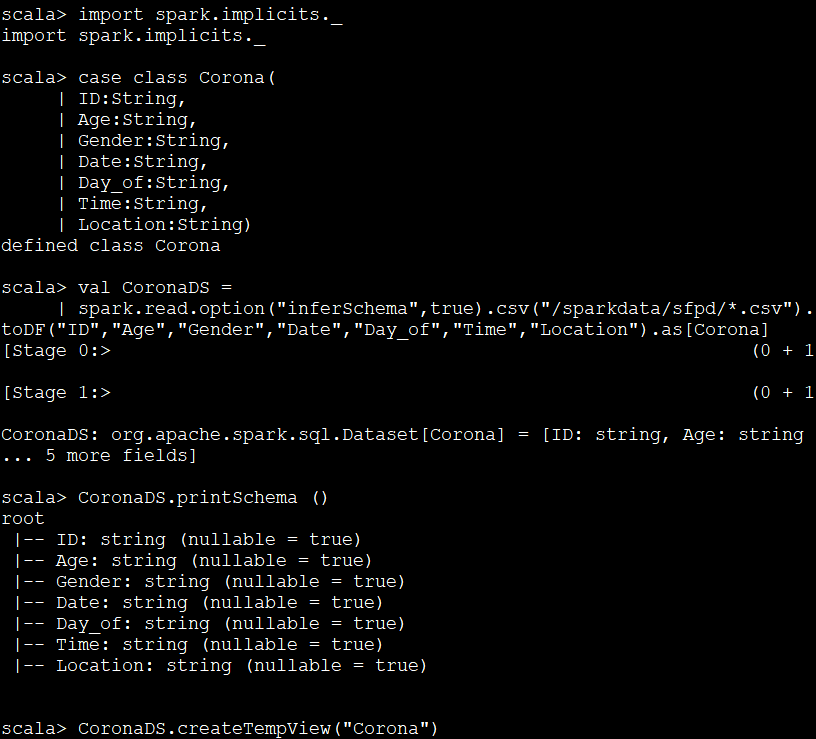 scala> import spark.implicits._
import spark.implicits._
scala> case class Corona(
     | ID:String,
     | Age:String,
     | Gender:String,
     | Date:String,
     | Day_of:String,
     | Time:String,
     | Location:String)
defined class Corona
scala> val CoronaDS =
     | spark.read.option("inferSchema",true).csv("/sparkdata/sfpd/*.csv").
toDF("ID","Age","Gender","Date","Day_of","Time","Location").as[Corona]
[Stage 0:>                                                          (0 + 1
[Stage 1:>                                                          (0 + 1
CoronaDS: org.apache.spark.sql.Dataset[Corona] = [ID: string, Age: string
... 5 more fields]
scala> CoronaDS.printSchema ()
root
 |-- ID: string (nullable = true)
 |-- Age: string (nullable = true)
 |-- Gender: string (nullable = true)
 |-- Date: string (nullable = true)
 |-- Day_of: string (nullable = true)
 |-- Time: string (nullable = true)
 |-- Location: string (nullable = true)
scala> CoronaDS.createTempView("Corona")